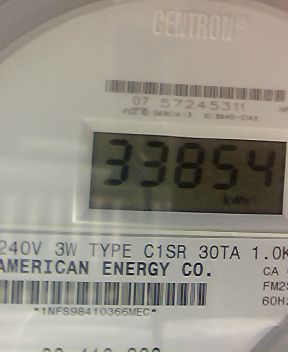 CENTRON®
07 57245311
33854
kWh
240V 3W TYPE C1SR 30TA 1.0K
AMERICAN ENERGY CO.
CA
FM2S
60Hz
*1NFS98410366MEC*